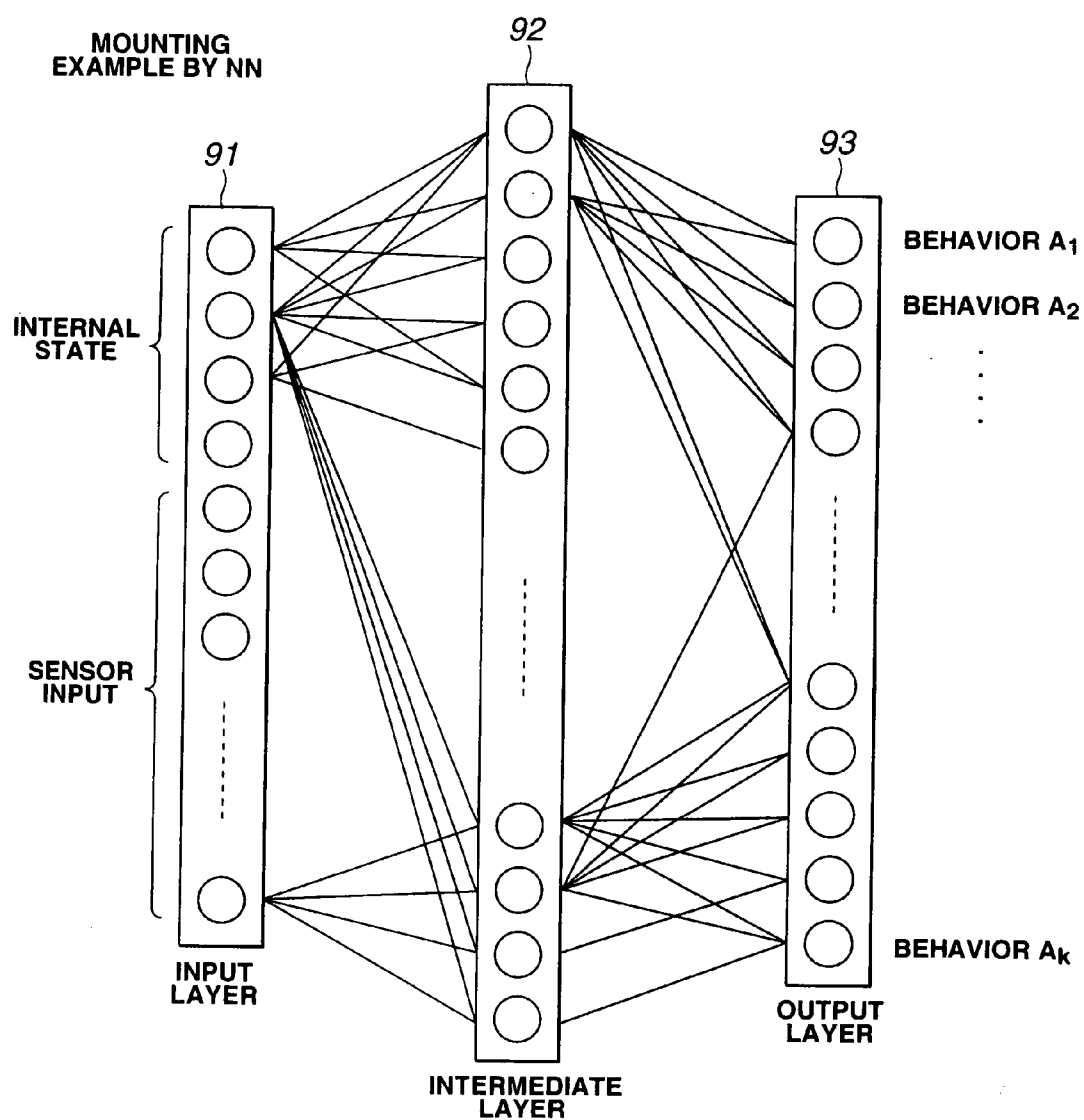 MOUNTING
EXAMPLE BY NN
92
91
93
INTERNAL
STATE
SENSOR
INPUT
BEHAVIOR A1
BEHAVIOR A2
BEHAVIOR Ak
INPUT
LAYER
INTERMEDIATE
LAYER
OUTPUT
LAYER